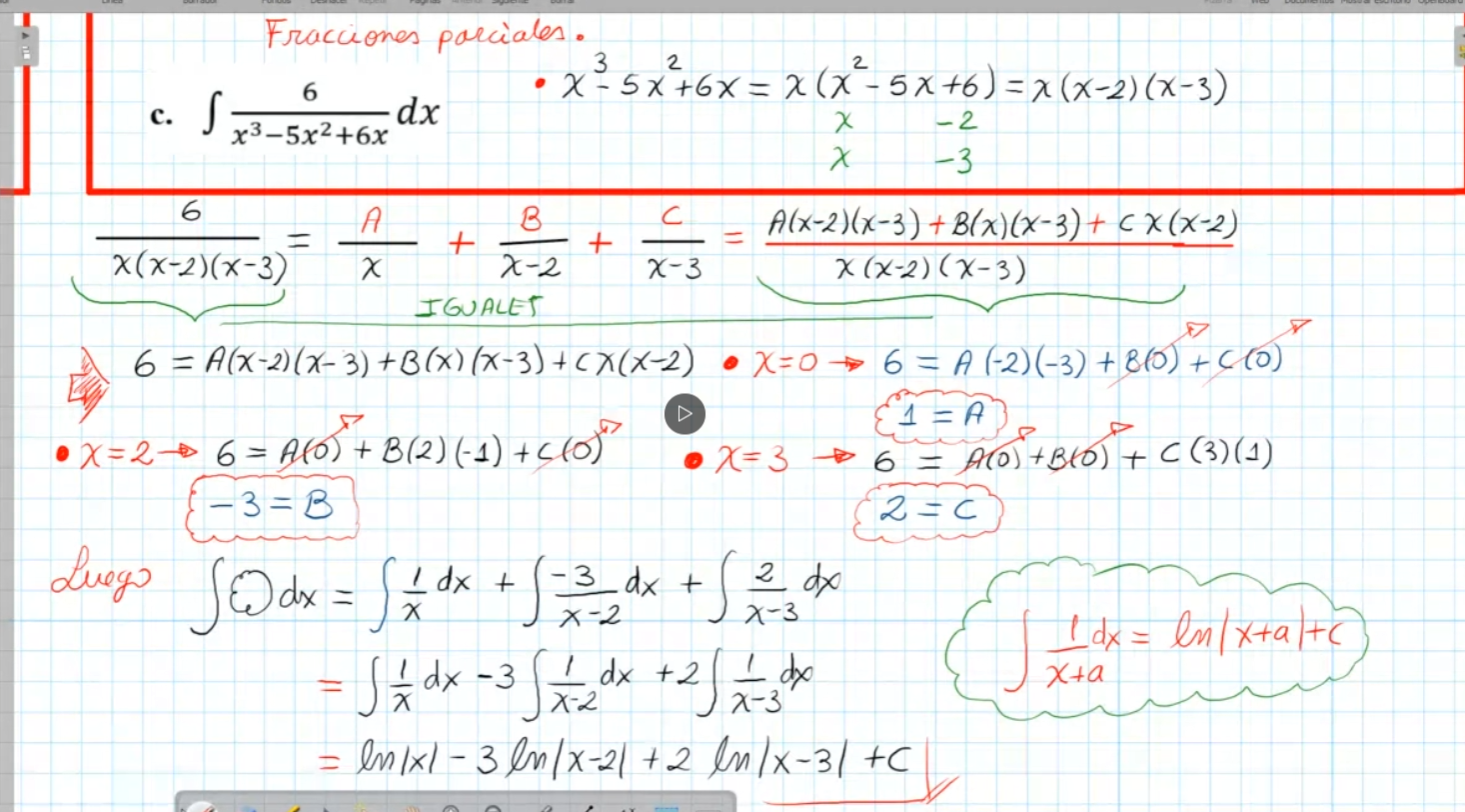 Fracciones parciales.
c. ∫ 6/(x³−5x²+6x) dx
• x³ - 5x² + 6x = x(x² - 5x + 6) = x(x-2)(x-3)
x -2
x -3
6/(x(x-2)(x-3)) = A/x + B/(x-2) + C/(x-3) = (A(x-2)(x-3) + B(x)(x-3) + C x(x-2))/(x(x-2)(x-3))
IGUALES
6 = A(x-2)(x-3) + B(x)(x-3) + C x(x-2) • x=0 → 6 = A(-2)(-3) + B(0) + C(0)
1 = A
• x=2 → 6 = A(0) + B(2)(-1) + C(0) • x=3 → 6 = A(0) + B(0) + C(3)(1)
-3 = B 2 = C
Luego ∫ dx = ∫ 1/x dx + ∫ -3/(x-2) dx + ∫ 2/(x-3) dx
∫ 1/(x+a) dx = ln|x+a| + c
= ∫ 1/x dx - 3 ∫ 1/(x-2) dx + 2 ∫ 1/(x-3) dx
= ln|x| - 3 ln|x-2| + 2 ln|x-3| + C